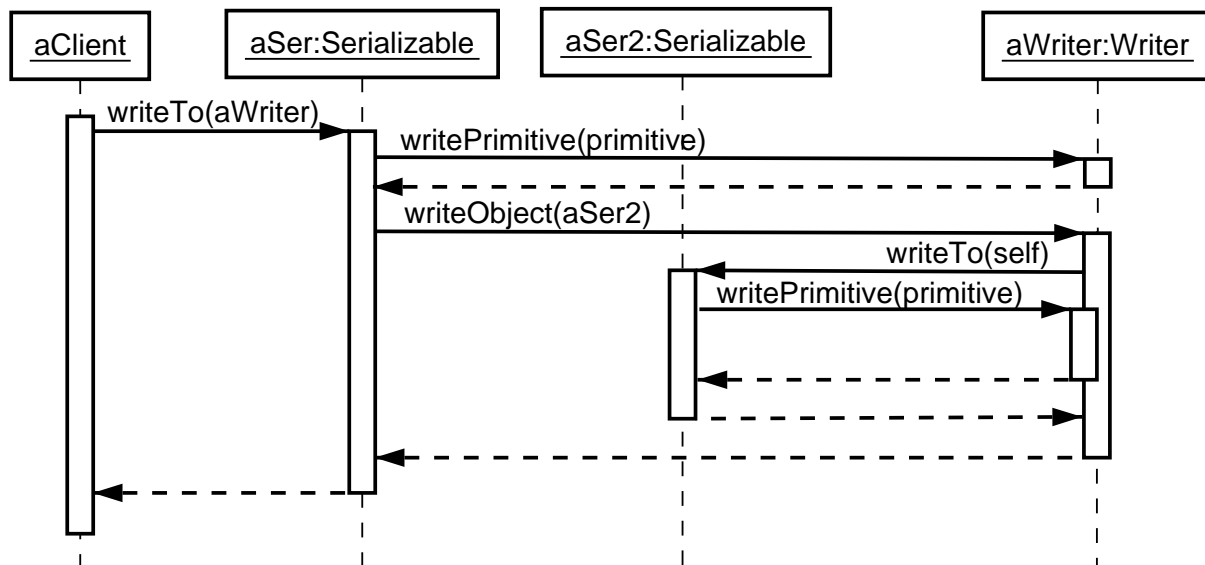 aClient
aSer:Serializable
aSer2:Serializable
aWriter:Writer
writeTo(aWriter)
writePrimitive(primitive)
writeObject(aSer2)
writeTo(self)
writePrimitive(primitive)